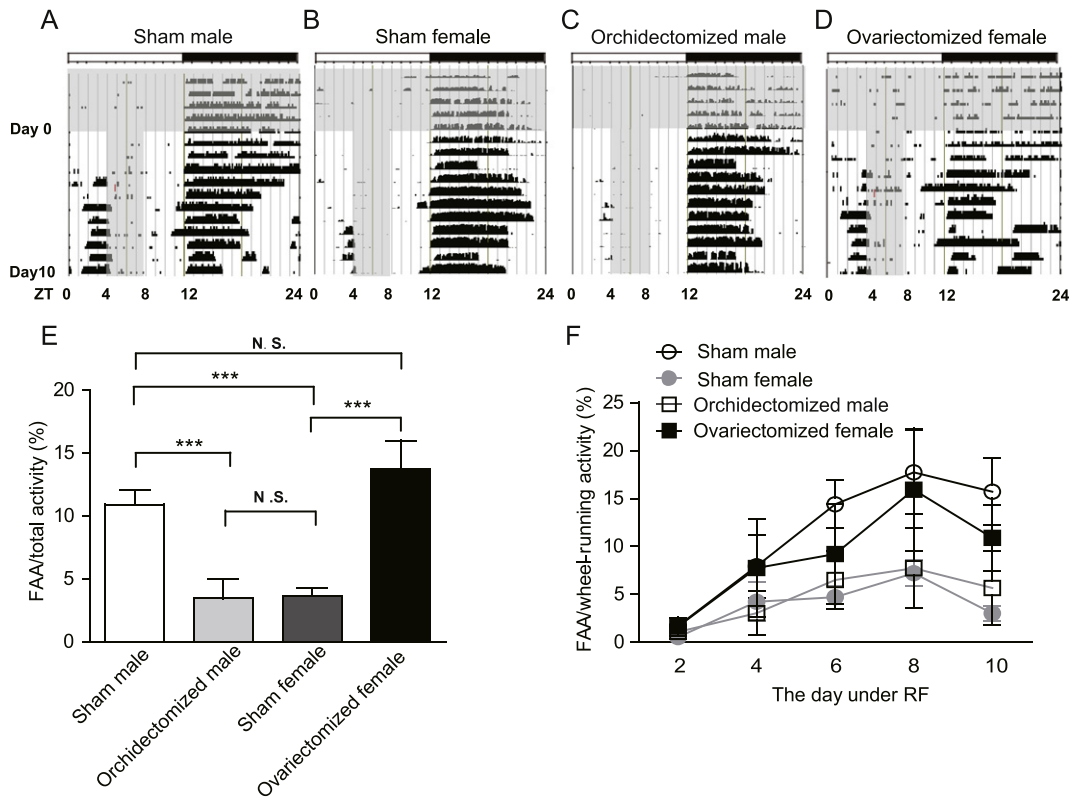 A
B
C
D
Sham male
Sham female
Orchidectomized male
Ovariectomized female
Day 0
Day10
ZT
0 4 8 12 24
0 4 8 12 24
0 4 8 12 24
0 4 8 12 24
E
N. S.
***
***
***
N .S.
FAA/total activity (%)
20
15
10
5
0
Sham male
Orchidectomized male
Sham female
Ovariectomized female
F
Sham male
Sham female
Orchidectomized male
Ovariectomized female
FAA/wheel-running activity (%)
25
20
15
10
5
0
2 4 6 8 10
The day under RF